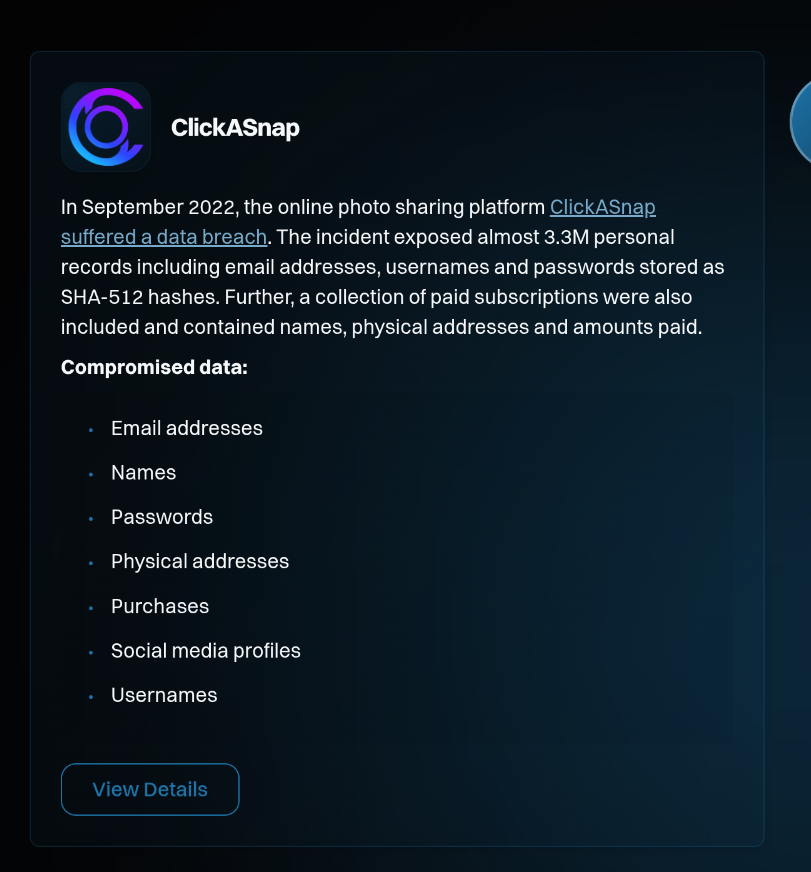 ClickASnap
In September 2022, the online photo sharing platform ClickASnap
suffered a data breach. The incident exposed almost 3.3M personal
records including email addresses, usernames and passwords stored as
SHA-512 hashes. Further, a collection of paid subscriptions were also
included and contained names, physical addresses and amounts paid.
Compromised data:
Email addresses
Names
Passwords
Physical addresses
Purchases
Social media profiles
Usernames
View Details